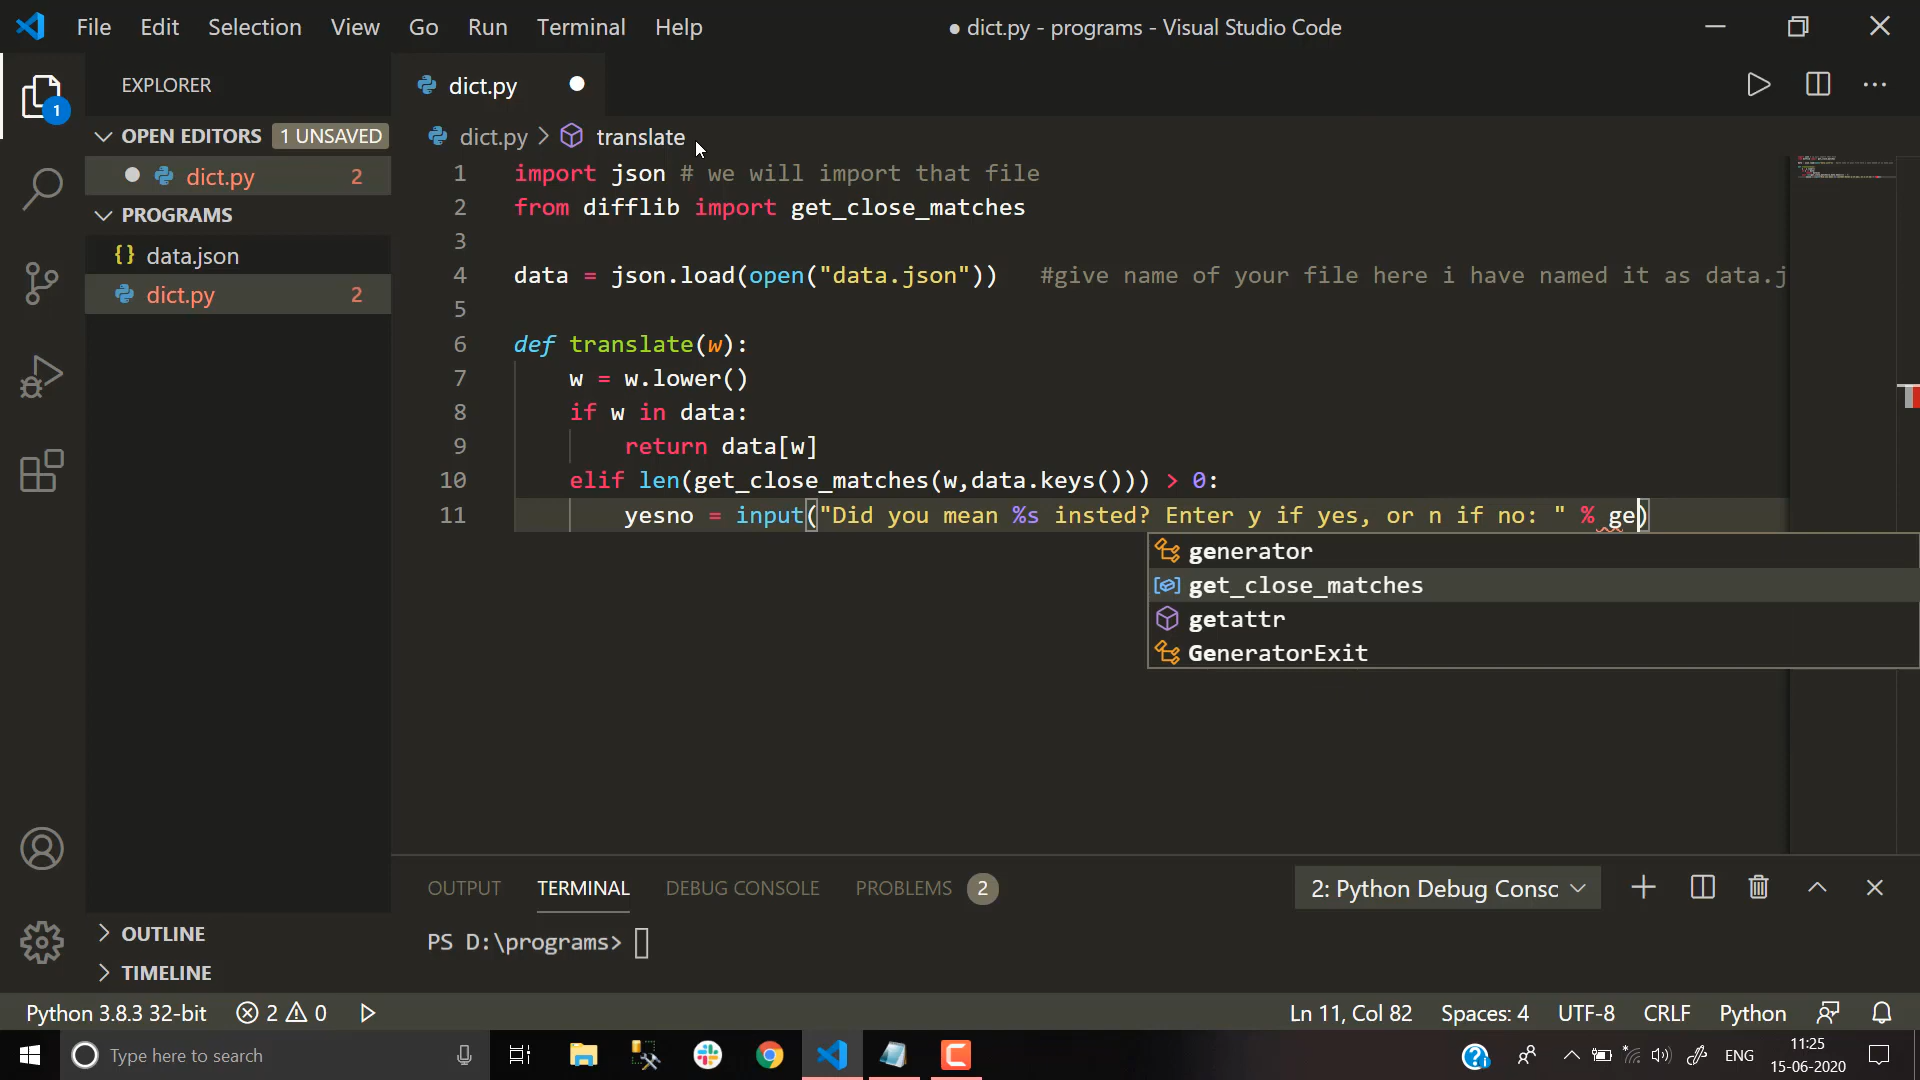 File Edit Selection View Go Run Terminal Help
● dict.py - programs - Visual Studio Code
EXPLORER
dict.py
1
OPEN EDITORS 1 UNSAVED
dict.py 2
PROGRAMS
data.json
dict.py 2
dict.py > translate
1 import json # we will import that file
2 from difflib import get_close_matches
3
4 data = json.load(open("data.json")) #give name of your file here i have named it as data.j
5
6 def translate(w):
7 w = w.lower()
8 if w in data:
9 return data[w]
10 elif len(get_close_matches(w,data.keys())) > 0:
11 yesno = input("Did you mean %s insted? Enter y if yes, or n if no: " % ge)
generator
get_close_matches
getattr
GeneratorExit
OUTPUT TERMINAL DEBUG CONSOLE PROBLEMS 2
2: Python Debug Consc
PS D:\programs>
OUTLINE
TIMELINE
Python 3.8.3 32-bit 2 0
Ln 11, Col 82 Spaces: 4 UTF-8 CRLF Python
Type here to search
ENG
11:25
15-06-2020